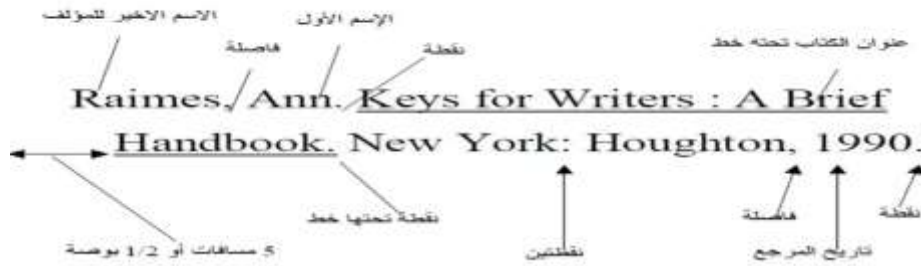 الاسم الاخير للمؤلف
الإسم الأول
فاصلة
نقطة
عنوان الكتاب تحته خط
Raimes, Ann. Keys for Writers : A Brief
Handbook. New York: Houghton, 1990.
نقطة تحتها خط
فاصلة
نقطة
5 مسافات أو 1/2 بوصة
نقطتين
تاريخ المرجع